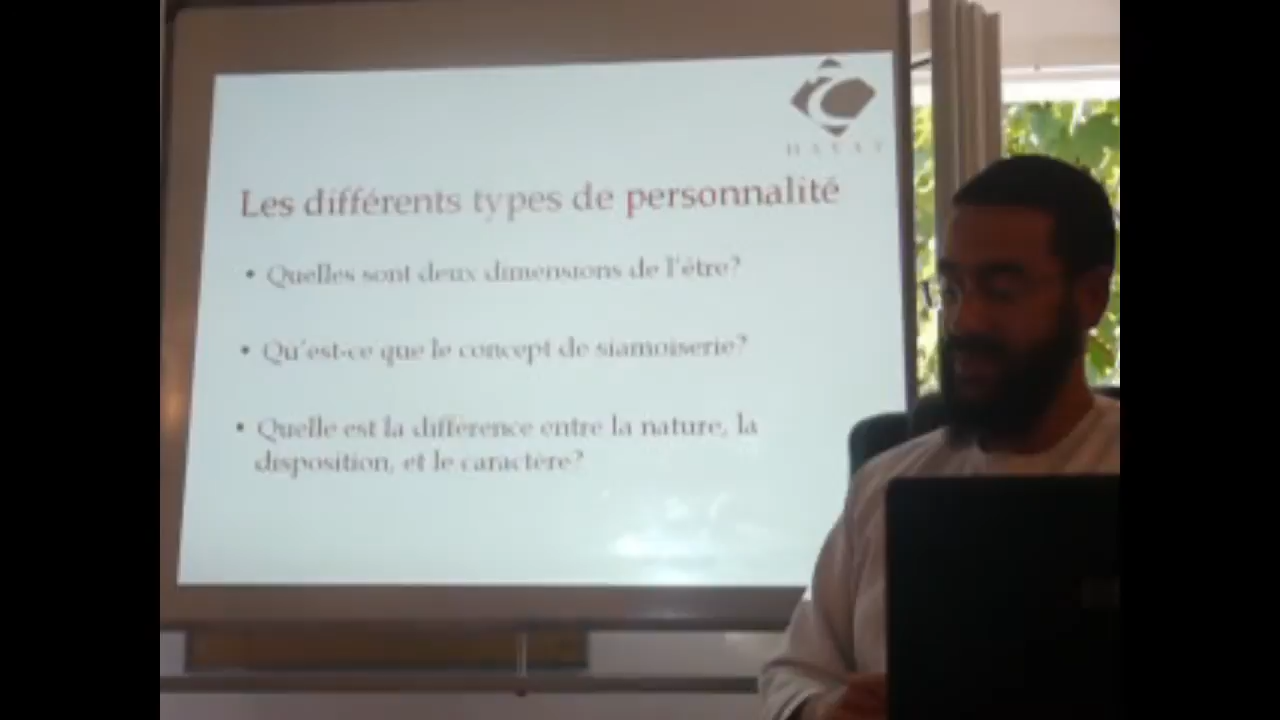 HAYAT
Les différents types de personnalité
• Quelles sont deux dimensions de l'être?
• Qu'est-ce que le concept de siamoiserie?
• Quelle est la différence entre la nature, la
disposition, et le caractère?